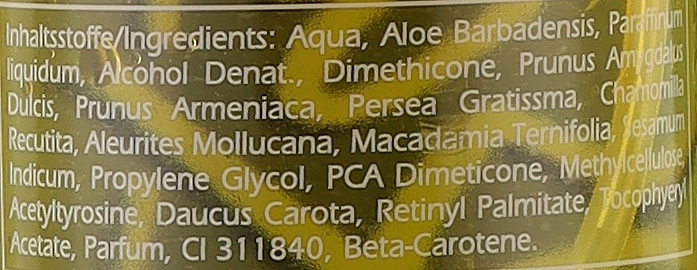 Inhaltsstoffe/Ingredients: Aqua, Aloe Barbadensis, Paraffinum
liquidum, Alcohol Denat., Dimethicone, Prunus Amygdalus
Dulcis, Prunus Armeniaca, Persea Gratissma, Chamomilla
Recutita, Aleurites Mollucana, Macadamia Ternifolia, Sesamum
Indicum, Propylene Glycol, PCA Dimeticone, Methylcellulose,
Acetyltyrosine, Daucus Carota, Retinyl Palmitate, Tocopheryl
Acetate, Parfum, CI 311840, Beta-Carotene.